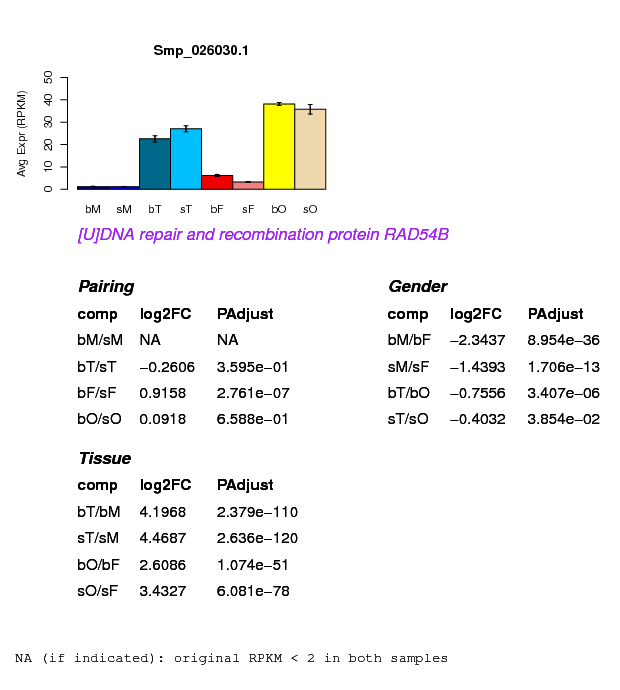 Smp_026030.1
Avg Expr (RPKM)
0 10 20 30 40 50
bM sM bT sT bF sF bO sO
[U]DNA repair and recombination protein RAD54B
Pairing
comp log2FC PAdjust
bM/sM NA NA
bT/sT −0.2606 3.595e−01
bF/sF 0.9158 2.761e−07
bO/sO 0.0918 6.588e−01
Gender
comp log2FC PAdjust
bM/bF −2.3437 8.954e−36
sM/sF −1.4393 1.706e−13
bT/bO −0.7556 3.407e−06
sT/sO −0.4032 3.854e−02
Tissue
comp log2FC PAdjust
bT/bM 4.1968 2.379e−110
sT/sM 4.4687 2.636e−120
bO/bF 2.6086 1.074e−51
sO/sF 3.4327 6.081e−78
NA (if indicated): original RPKM < 2 in both samples